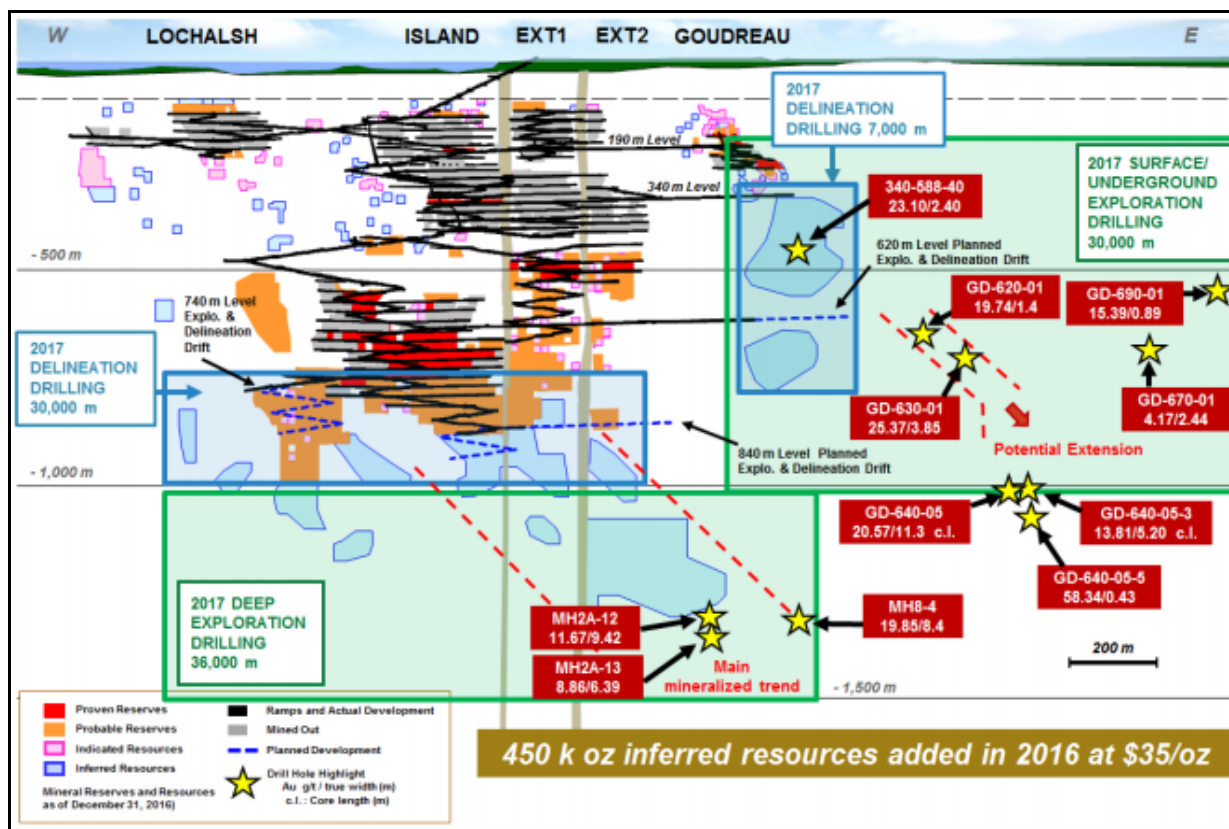 W
LOCHALSH
ISLAND
EXT1
EXT2
GOUDREAU
E
2017
DELINEATION
DRILLING 7,000 m
190 m Level
340 m Level
2017 SURFACE/
UNDERGROUND
EXPLORATION
DRILLING
30,000 m
340-588-40
23.10/2.40
- 500 m
620 m Level Planned
Explo. & Delineation Drift
740 m Level
Explo. &
Delineation
Drift
GD-620-01
19.74/1.4
GD-690-01
15.39/0.89
2017
DELINEATION
DRILLING
30,000 m
GD-630-01
25.37/3.85
GD-670-01
4.17/2.44
Potential Extension
840 m Level Planned
Explo. & Delineation Drift
- 1,000 m
GD-640-05
20.57/11.3 c.l.
GD-640-05-3
13.81/5.20 c.l.
GD-640-05-5
58.34/0.43
2017 DEEP
EXPLORATION
DRILLING
36,000 m
MH2A-12
11.67/9.42
MH2A-13
8.86/6.39
MH8-4
19.85/8.4
Main
mineralized trend
200 m
- 1,500 m
Proven Reserves
Probable Reserves
Indicated Resources
Inferred Resources
Mineral Reserves and Resources
as of December 31, 2016)
Ramps and Actual Development
Mined Out
Planned Development
Drill Hole Highlight
Au g/t / true width (m)
c.l. : Core length (m)
450 k oz inferred resources added in 2016 at $35/oz